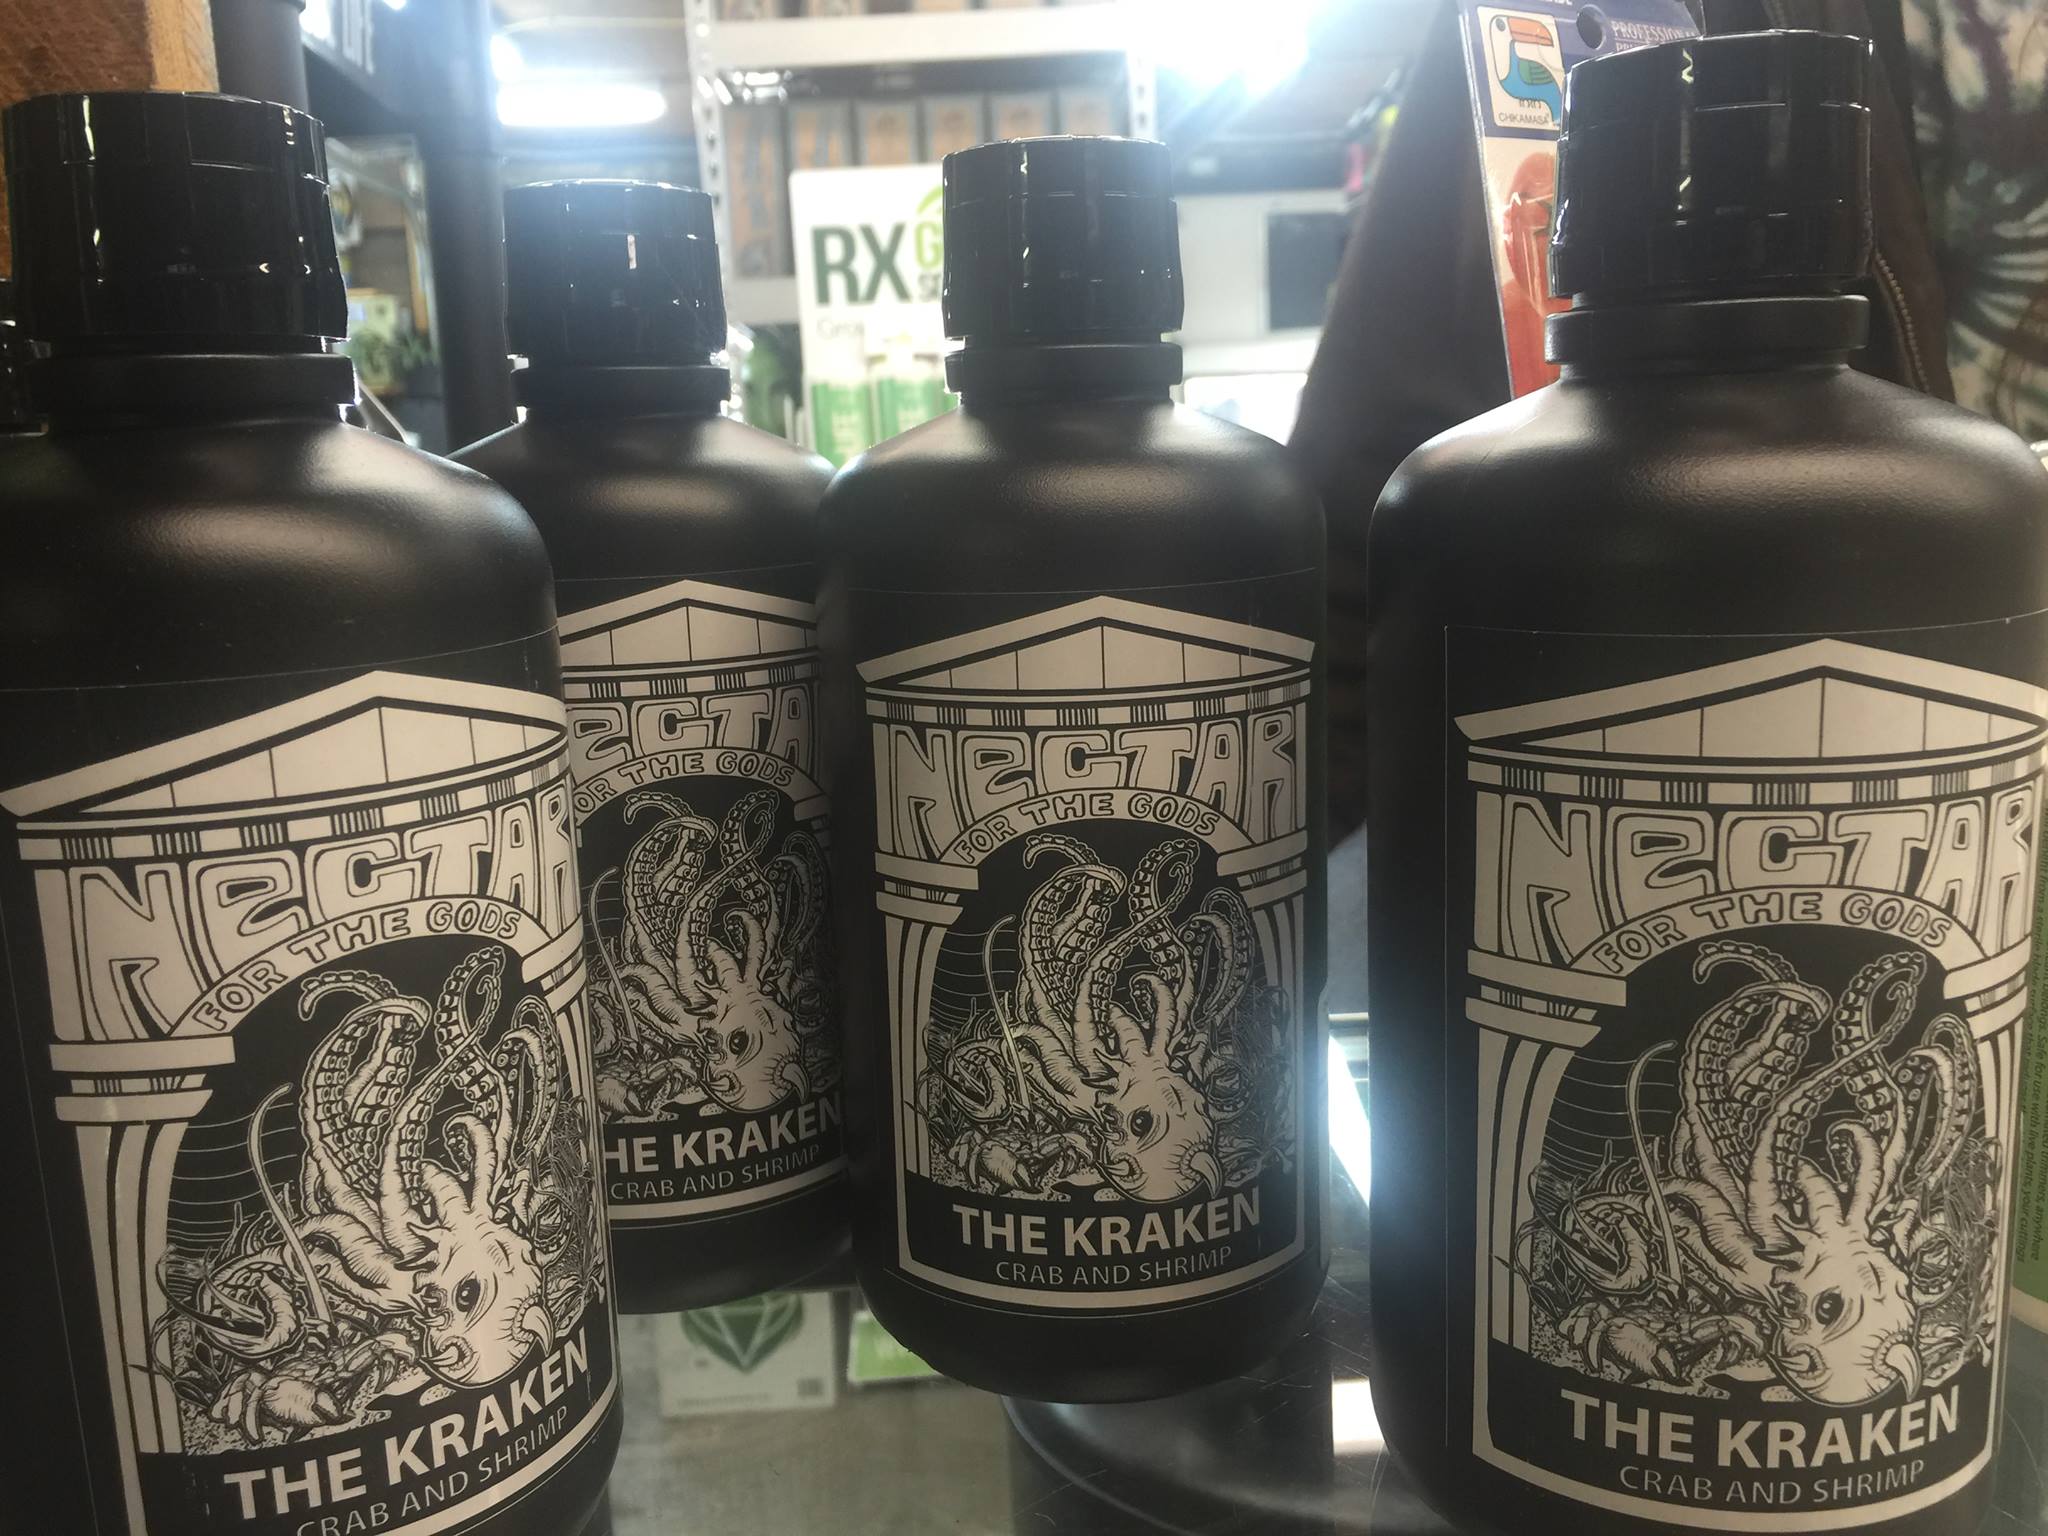 LIFE
PROFESSIONAL
CHIKAMASA
RX
NECTAR
FOR THE GODS
THE KRAKEN
CRAB AND SHRIMP
NECTAR
FOR THE GODS
THE KRAKEN
CRAB AND SHRIMP
NECTAR
FOR THE GODS
THE KRAKEN
CRAB AND SHRIMP
NECTAR
FOR THE GODS
THE KRAKEN
CRAB AND SHRIMP